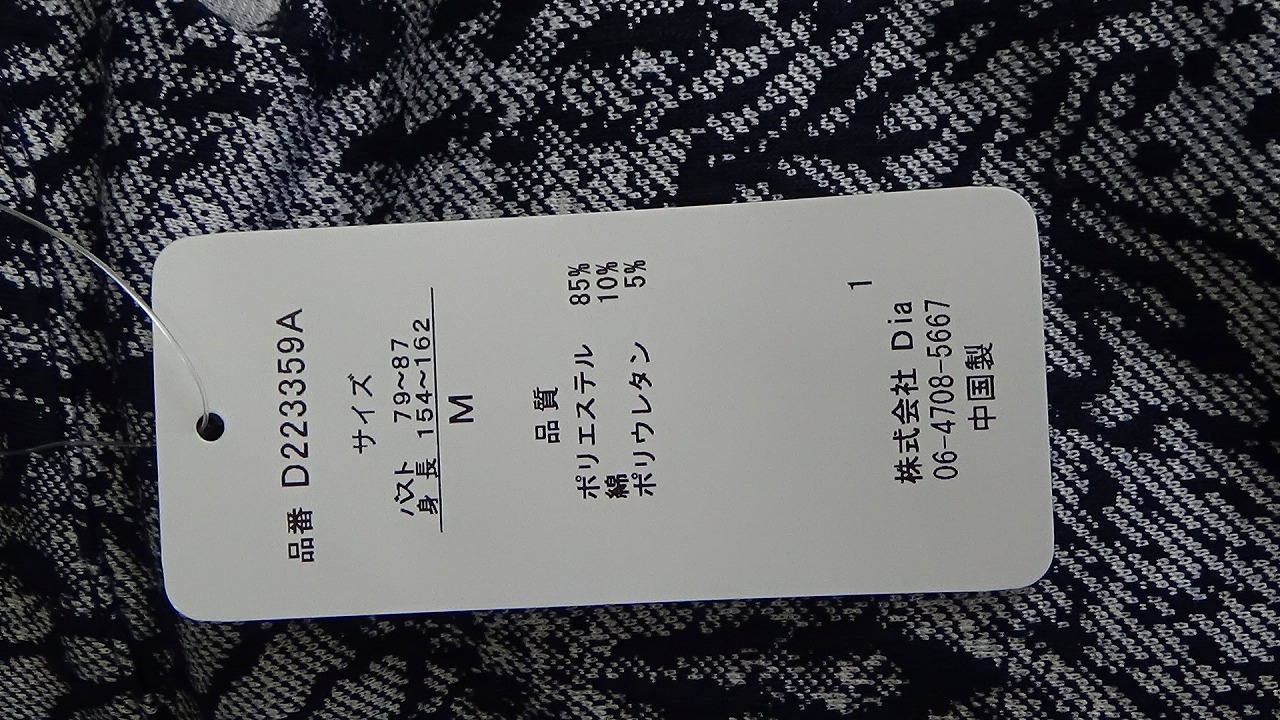 品番 D223359A
サイズ
バスト 79~87
身長 154~162
M
品質
ポリエステル 85%
綿 10%
ポリウレタン 5%
1
株式会社 Dia
06-4708-5667
中国製